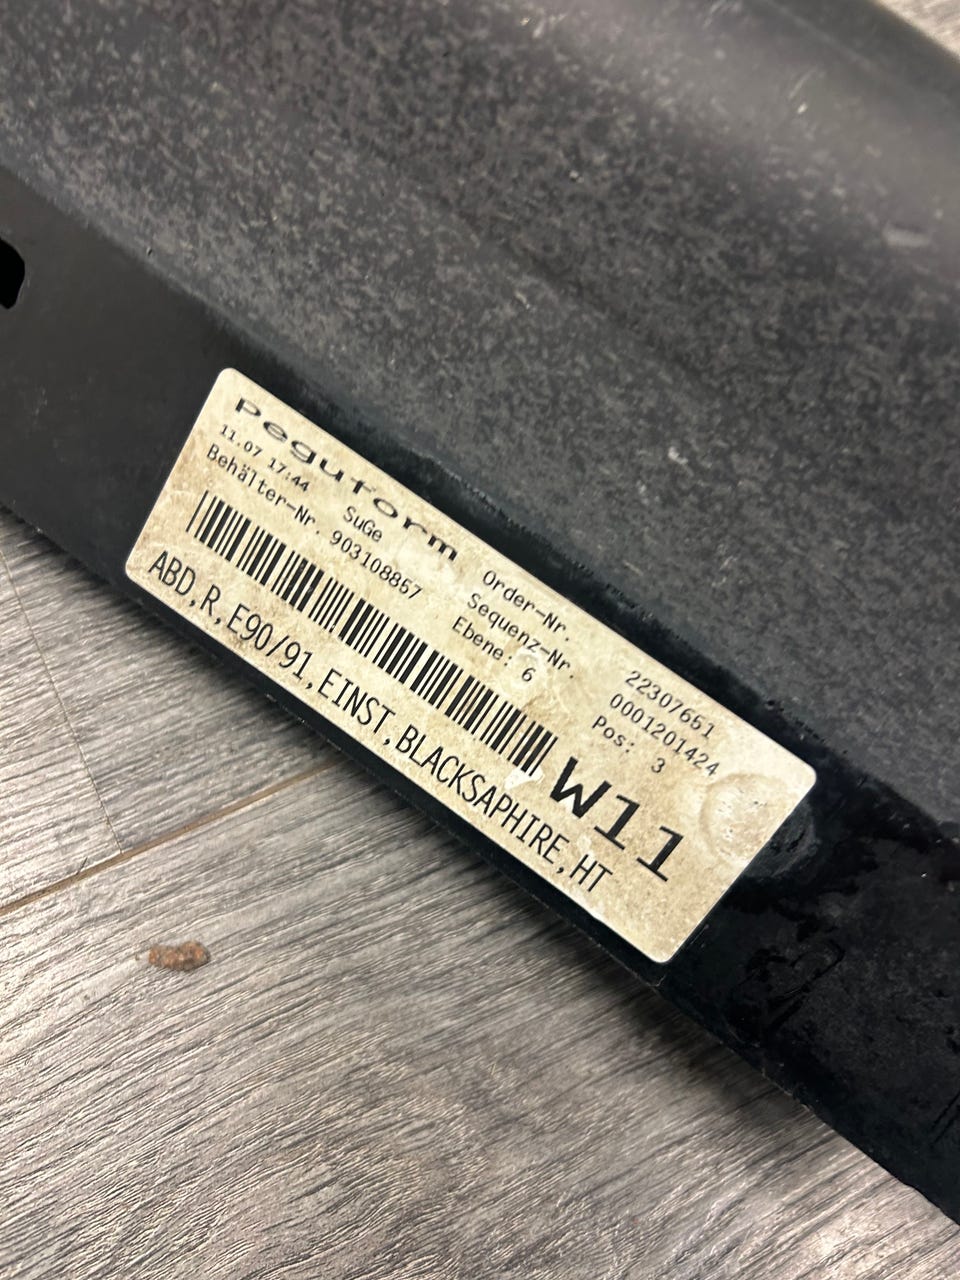 Peguform
11.07 17:44 SuGe
Order-Nr. 22307651
Behälter-Nr. 903108857
Sequenz-Nr. 0001201424
Ebene: 6 Pos: 3
W11
ABD,R,E90/91,EINST,BLACKSAPHIRE,HT